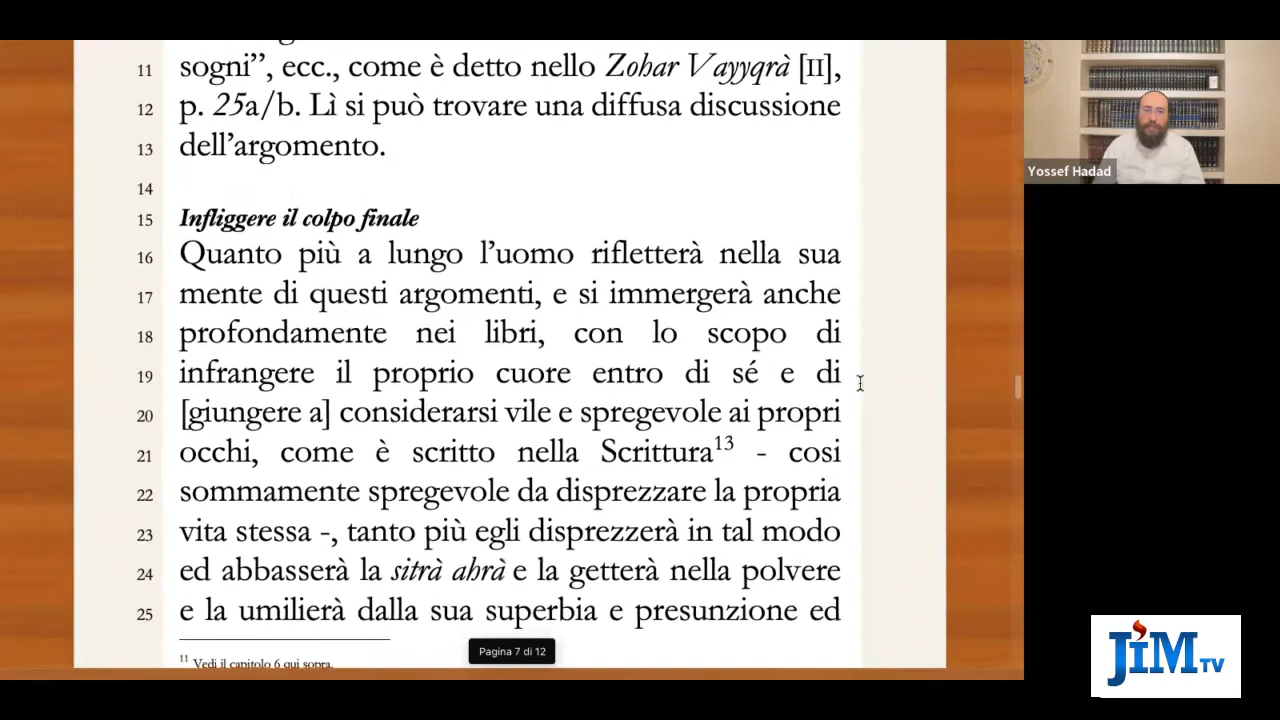 11 sogni”, ecc., come è detto nello Zohar Vayyqrà [II],
12 p. 25a/b. Lì si può trovare una diffusa discussione
13 dell’argomento.
14
15 Infliggere il colpo finale
16 Quanto più a lungo l’uomo rifletterà nella sua
17 mente di questi argomenti, e si immergerà anche
18 profondamente nei libri, con lo scopo di
19 infrangere il proprio cuore entro di sé e di
20 [giungere a] considerarsi vile e spregevole ai propri
21 occhi, come è scritto nella Scrittura13 - cosi
22 sommamente spregevole da disprezzare la propria
23 vita stessa -, tanto più egli disprezzerà in tal modo
24 ed abbasserà la sitrà ahrà e la getterà nella polvere
25 e la umilierà dalla sua superbia e presunzione ed
11 Vedi il capitolo 6 qui sopra.
Pagina 7 di 12
Yossef Hadad
JiM TV